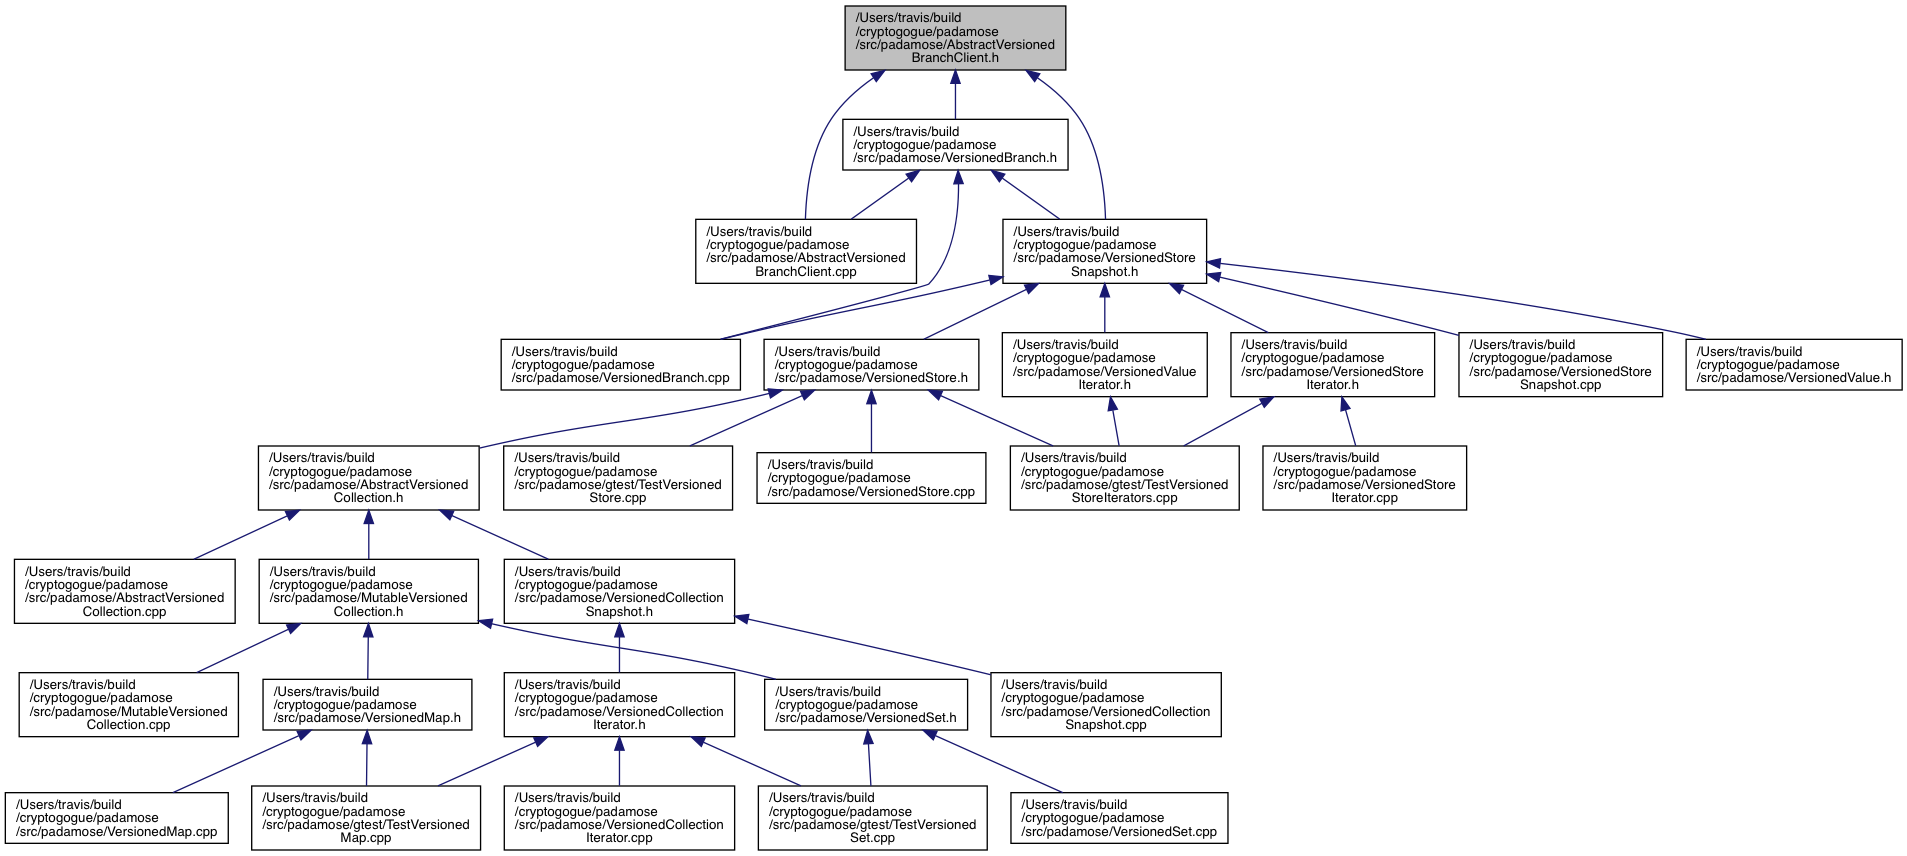 /Users/travis/build
/cryptogogue/padamose
/src/padamose/AbstractVersioned
BranchClient.h
/Users/travis/build
/cryptogogue/padamose
/src/padamose/VersionedBranch.h
/Users/travis/build
/cryptogogue/padamose
/src/padamose/AbstractVersioned
BranchClient.cpp
/Users/travis/build
/cryptogogue/padamose
/src/padamose/VersionedStore
Snapshot.h
/Users/travis/build
/cryptogogue/padamose
/src/padamose/VersionedBranch.cpp
/Users/travis/build
/cryptogogue/padamose
/src/padamose/VersionedStore.h
/Users/travis/build
/cryptogogue/padamose
/src/padamose/VersionedValue
Iterator.h
/Users/travis/build
/cryptogogue/padamose
/src/padamose/VersionedStore
Iterator.h
/Users/travis/build
/cryptogogue/padamose
/src/padamose/VersionedStore
Snapshot.cpp
/Users/travis/build
/cryptogogue/padamose
/src/padamose/VersionedValue.h
/Users/travis/build
/cryptogogue/padamose
/src/padamose/AbstractVersioned
Collection.h
/Users/travis/build
/cryptogogue/padamose
/src/padamose/gtest/TestVersioned
Store.cpp
/Users/travis/build
/cryptogogue/padamose
/src/padamose/VersionedStore.cpp
/Users/travis/build
/cryptogogue/padamose
/src/padamose/gtest/TestVersioned
StoreIterators.cpp
/Users/travis/build
/cryptogogue/padamose
/src/padamose/VersionedStore
Iterator.cpp
/Users/travis/build
/cryptogogue/padamose
/src/padamose/AbstractVersioned
Collection.cpp
/Users/travis/build
/cryptogogue/padamose
/src/padamose/MutableVersioned
Collection.h
/Users/travis/build
/cryptogogue/padamose
/src/padamose/VersionedCollection
Snapshot.h
/Users/travis/build
/cryptogogue/padamose
/src/padamose/MutableVersioned
Collection.cpp
/Users/travis/build
/cryptogogue/padamose
/src/padamose/VersionedMap.h
/Users/travis/build
/cryptogogue/padamose
/src/padamose/VersionedCollection
Iterator.h
/Users/travis/build
/cryptogogue/padamose
/src/padamose/VersionedSet.h
/Users/travis/build
/cryptogogue/padamose
/src/padamose/VersionedCollection
Snapshot.cpp
/Users/travis/build
/cryptogogue/padamose
/src/padamose/VersionedMap.cpp
/Users/travis/build
/cryptogogue/padamose
/src/padamose/gtest/TestVersioned
Map.cpp
/Users/travis/build
/cryptogogue/padamose
/src/padamose/VersionedCollection
Iterator.cpp
/Users/travis/build
/cryptogogue/padamose
/src/padamose/gtest/TestVersioned
Set.cpp
/Users/travis/build
/cryptogogue/padamose
/src/padamose/VersionedSet.cpp